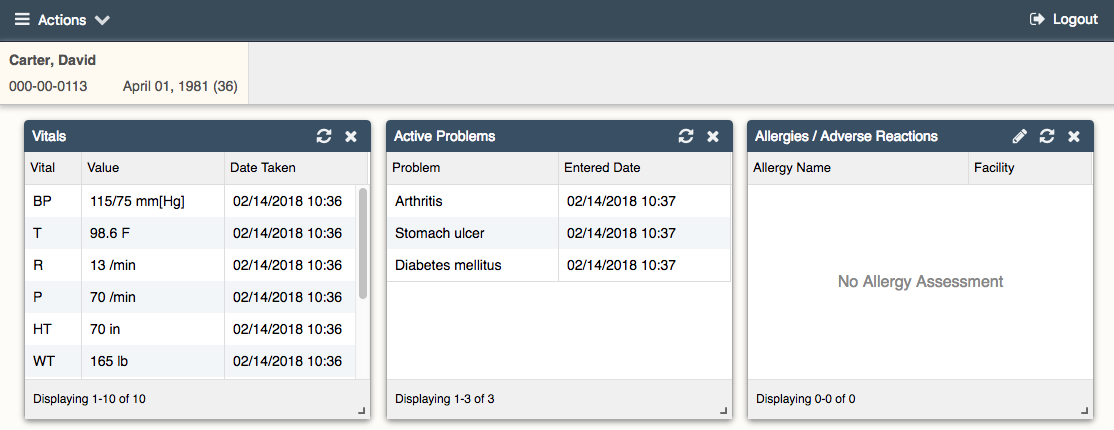 Actions
Logout
Carter, David
000-00-0113 April 01, 1981 (36)
Vitals
Vital Value Date Taken
BP 115/75 mm[Hg] 02/14/2018 10:36
T 98.6 F 02/14/2018 10:36
R 13 /min 02/14/2018 10:36
P 70 /min 02/14/2018 10:36
HT 70 in 02/14/2018 10:36
WT 165 lb 02/14/2018 10:36
Displaying 1-10 of 10
Active Problems
Problem Entered Date
Arthritis 02/14/2018 10:37
Stomach ulcer 02/14/2018 10:37
Diabetes mellitus 02/14/2018 10:37
Displaying 1-3 of 3
Allergies / Adverse Reactions
Allergy Name Facility
No Allergy Assessment
Displaying 0-0 of 0